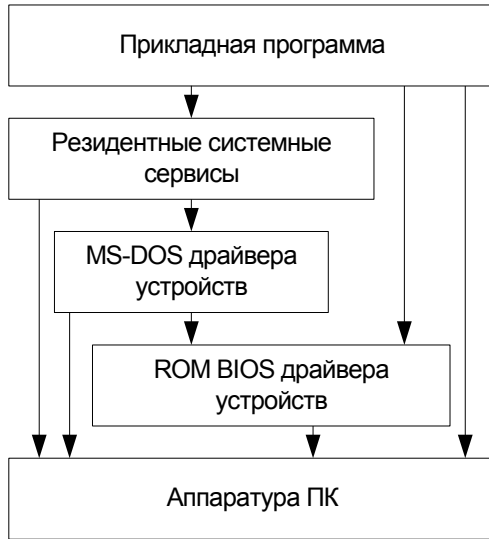 Прикладная программа
Резидентные системные
сервисы
MS-DOS драйвера
устройств
ROM BIOS драйвера
устройств
Аппаратура ПК